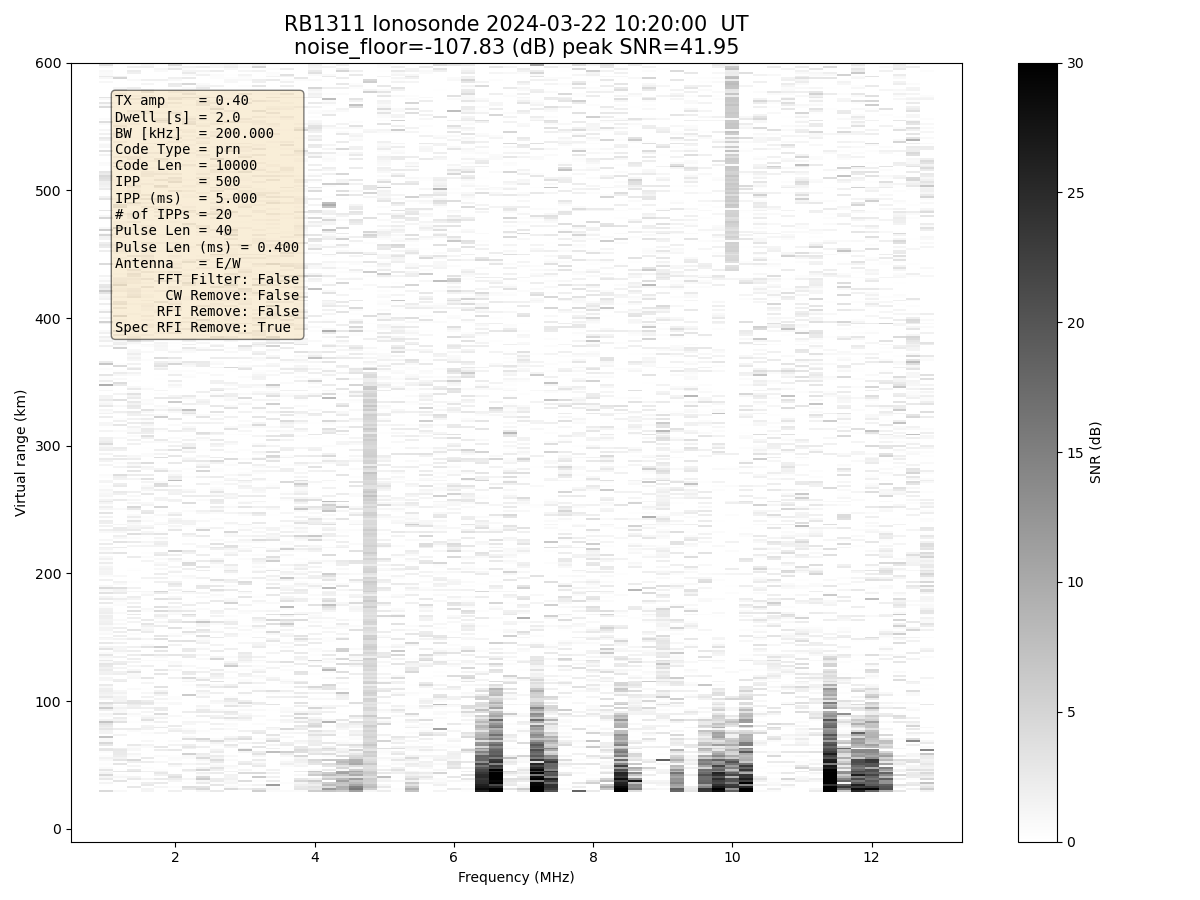 RB1311 Ionosonde 2024-03-22 10:20:00  UT
noise_floor=-107.83 (dB) peak SNR=41.95
TX amp    = 0.40
Dwell [s] = 2.0
BW [kHz]  = 200.000
Code Type = prn
Code Len  = 10000
IPP       = 500
IPP (ms)  = 5.000
# of IPPs = 20
Pulse Len = 40
Pulse Len (ms) = 0.400
Antenna   = E/W
FFT Filter: False
CW Remove: False
RFI Remove: False
Spec RFI Remove: True
600
500
400
300
200
100
0
Virtual range (km)
2 4 6 8 10 12
Frequency (MHz)
30
25
20
15
10
5
0
SNR (dB)